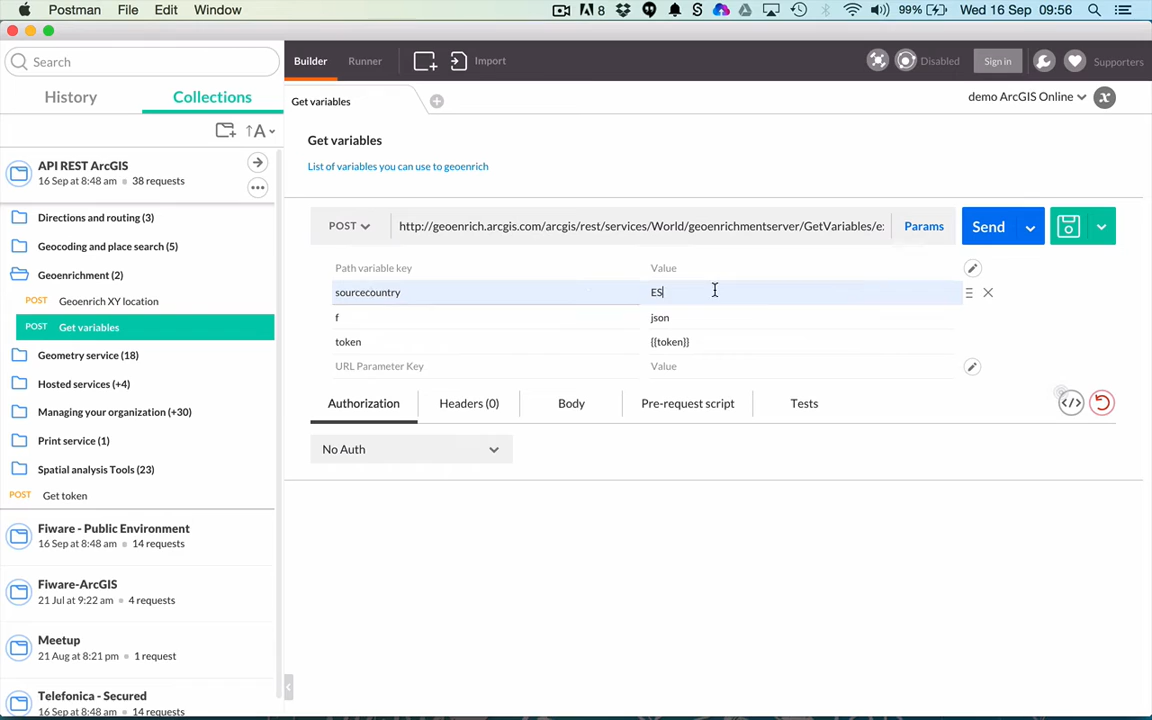 Postman File Edit Window 8 S 99% Wed 16 Sep 09:56
Search
Builder Runner Import Disabled Sign in Supporters
History Collections
Get variables demo ArcGIS Online x
A
Get variables
List of variables you can use to geoenrich
API REST ArcGIS
16 Sep at 8:48 am 38 requests
Directions and routing (3)
Geocoding and place search (5)
Geoenrichment (2)
POST Geoenrich XY location
POST Get variables
Geometry service (18)
Hosted services (+4)
Managing your organization (+30)
Print service (1)
Spatial analysis Tools (23)
POST Get token
Fiware - Public Environment
16 Sep at 8:48 am 14 requests
Fiware-ArcGIS
21 Jul at 9:22 am 4 requests
Meetup
21 Aug at 8:21 pm 1 request
Telefonica - Secured
16 Sep at 8:48 am 14 requests
POST http://geoenrich.arcgis.com/arcgis/rest/services/World/geoenrichmentserver/GetVariables/e Params Send
Path variable key Value
sourcecountry ES
f json
token {{token}}
URL Parameter Key Value
Authorization Headers (0) Body Pre-request script Tests
No Auth